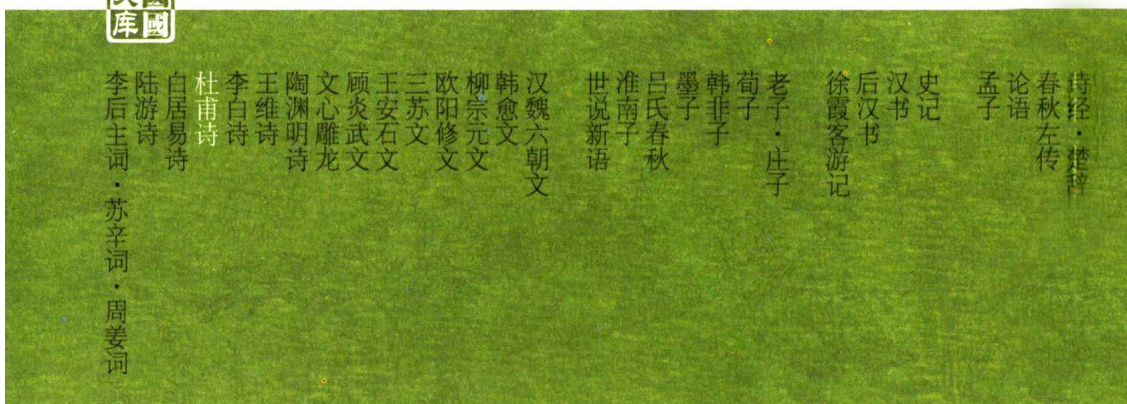 诗经·楚辞
春秋左传
论语
孟子
史记
汉书
后汉书
徐霞客游记
老子·庄子
荀子
韩非子
墨子
吕氏春秋
淮南子
世说新语
汉魏六朝文
韩愈文
柳宗元文
欧阳修文
三苏文
王安石文
顾炎武文
文心雕龙
陶渊明诗
王维诗
李白诗
杜甫诗
白居易诗
陆游诗
李后主词·苏辛词·周姜词
國
库